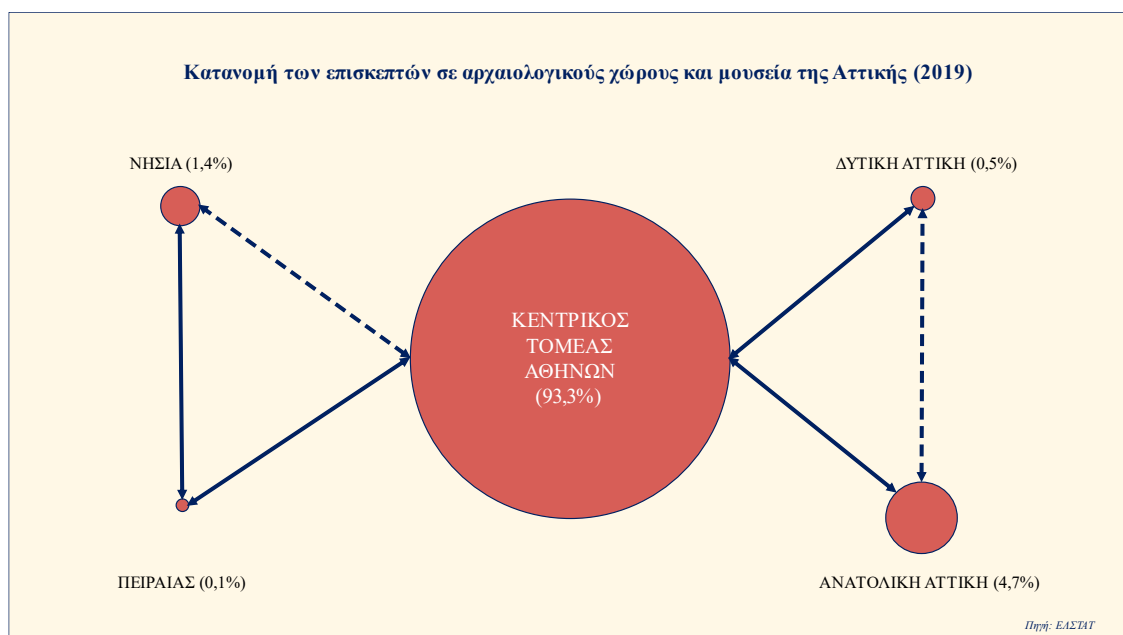 Κατανομή των επισκεπτών σε αρχαιολογικούς χώρους και μουσεία της Αττικής (2019)
ΝΗΣΙΑ (1,4%)
ΔΥΤΙΚΗ ΑΤΤΙΚΗ (0,5%)
ΚΕΝΤΡΙΚΟΣ
ΤΟΜΕΑΣ
ΑΘΗΝΩΝ
(93,3%)
ΠΕΙΡΑΙΑΣ (0,1%)
ΑΝΑΤΟΛΙΚΗ ΑΤΤΙΚΗ (4,7%)
Πηγή: ΕΛΣΤΑΤ